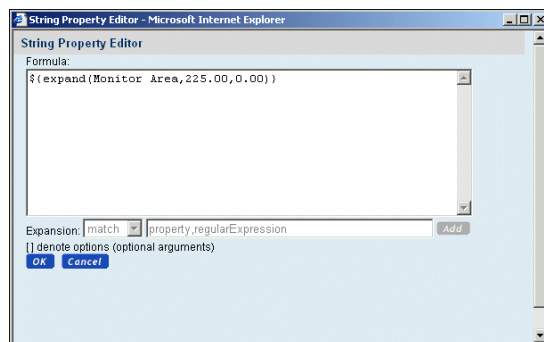 String Property Editor - Microsoft Internet Explorer
String Property Editor
Formula:
${expand(Monitor Area,225.00,0.00)}
Expansion: match property,regularExpression Add
[] denote options (optional arguments)
OK Cancel